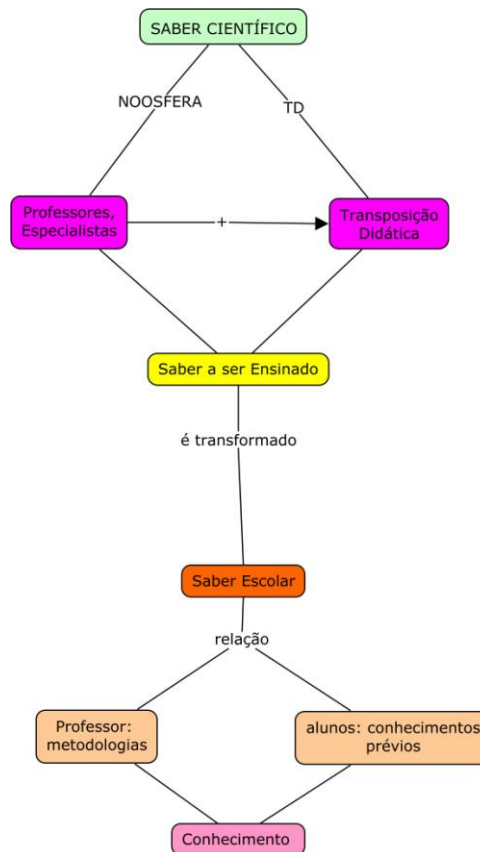 SABER CIENTÍFICO
NOOSFERA
TD
Professores,
Especialistas
+
Transposição
Didática
Saber a ser Ensinado
é transformado
Saber Escolar
relação
Professor:
metodologias
alunos: conhecimentos
prévios
Conhecimento